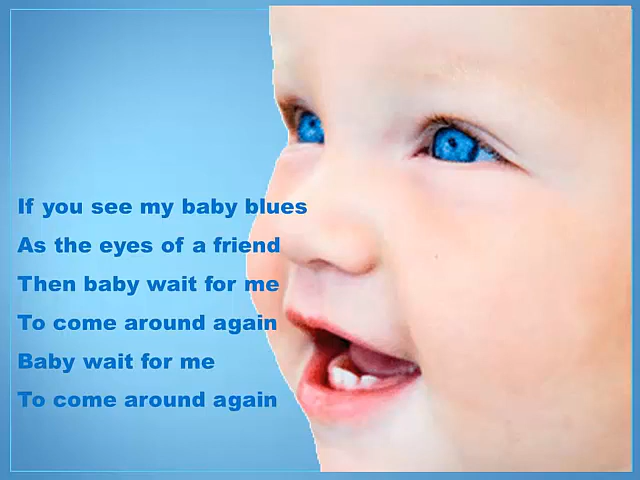 If you see my baby blues
As the eyes of a friend
Then baby wait for me
To come around again
Baby wait for me
To come around again